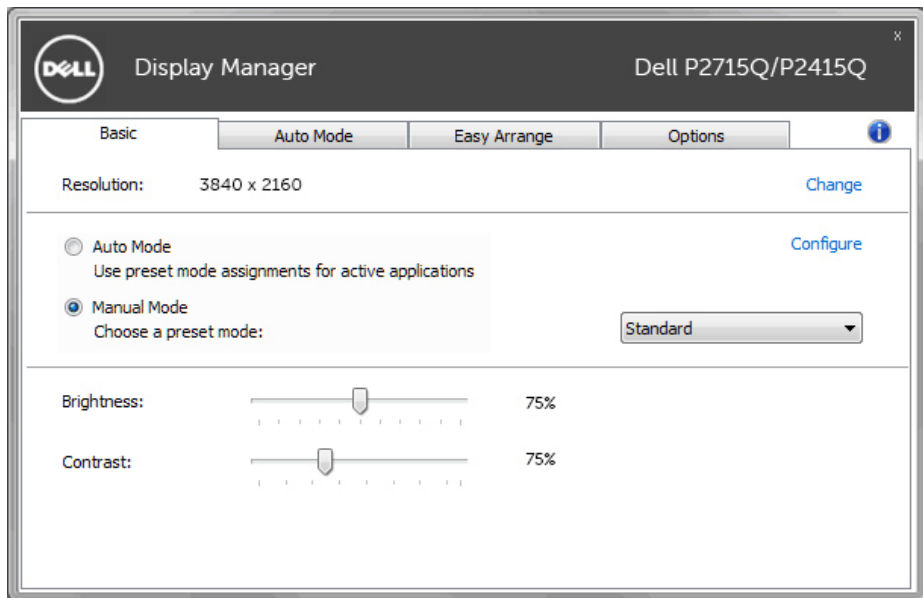 DELL Display Manager Dell P2715Q/P2415Q x
Basic Auto Mode Easy Arrange Options i
Resolution: 3840 x 2160 Change
Auto Mode Configure
Use preset mode assignments for active applications
Manual Mode
Choose a preset mode: Standard
Brightness: 75%
Contrast: 75%